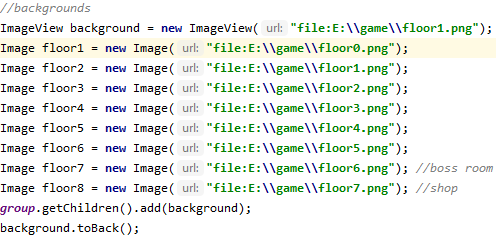 //backgrounds
ImageView background = new ImageView( url: "file:E:\\game\\floor1.png");
Image floor1 = new Image( url: "file:E:\\game\\floor0.png");
Image floor2 = new Image( url: "file:E:\\game\\floor1.png");
Image floor3 = new Image( url: "file:E:\\game\\floor2.png");
Image floor4 = new Image( url: "file:E:\\game\\floor3.png");
Image floor5 = new Image( url: "file:E:\\game\\floor4.png");
Image floor6 = new Image( url: "file:E:\\game\\floor5.png");
Image floor7 = new Image( url: "file:E:\\game\\floor6.png"); //boss room
Image floor8 = new Image( url: "file:E:\\game\\floor7.png"); //shop
group.getChildren().add(background);
background.toBack();